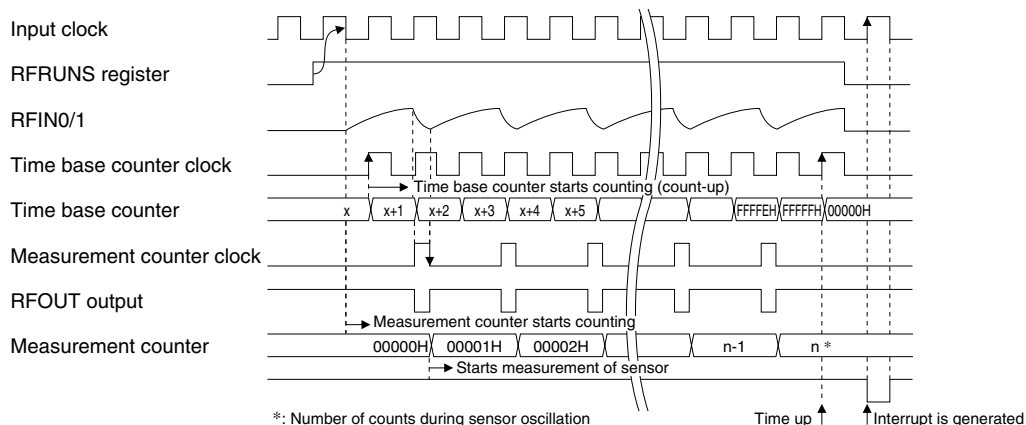 Input clock
RFRUNS register
RFIN0/1
Time base counter clock
Time base counter starts counting (count-up)
Time base counter x x+1 x+2 x+3 x+4 x+5 FFFFEH FFFFFH 00000H
Measurement counter clock
RFOUT output
Measurement counter starts counting
Measurement counter 00000H 00001H 00002H n-1 n *
Starts measurement of sensor
*: Number of counts during sensor oscillation Time up Interrupt is generated